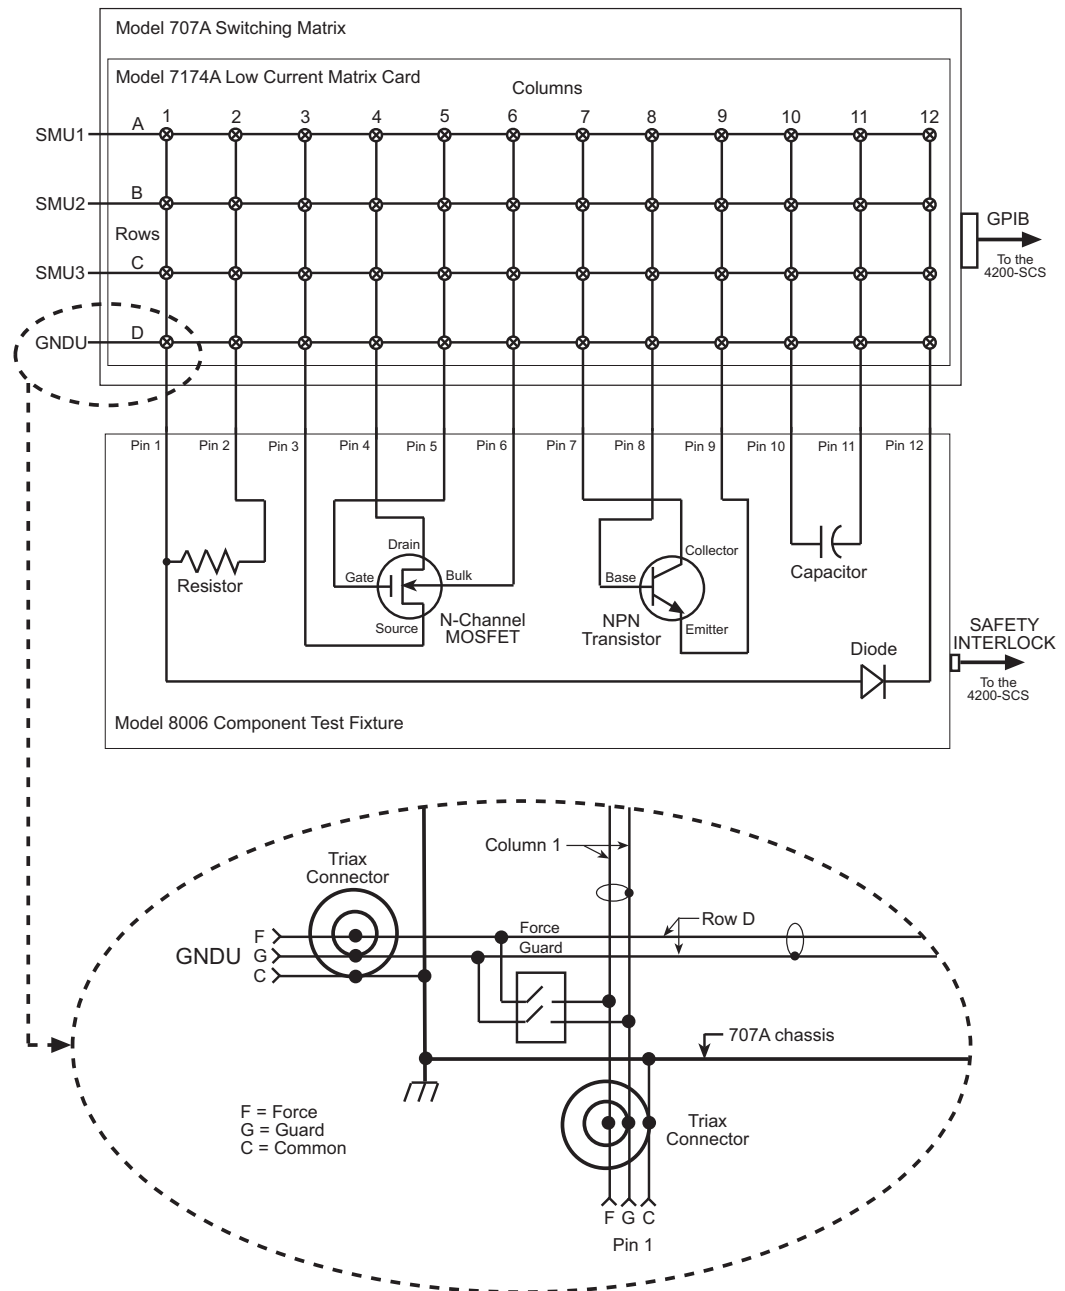 Model 707A Switching Matrix
Model 7174A Low Current Matrix Card
Columns
1 2 3 4 5 6 7 8 9 10 11 12
SMU1 A
SMU2 B
Rows
SMU3 C
GNDU D
GPIB
To the
4200-SCS
Pin 1 Pin 2 Pin 3 Pin 4 Pin 5 Pin 6 Pin 7 Pin 8 Pin 9 Pin 10 Pin 11 Pin 12
Resistor
Drain
Gate
Bulk
Source
N-Channel
MOSFET
Collector
Base
Emitter
NPN
Transistor
Capacitor
Diode
SAFETY
INTERLOCK
To the
4200-SCS
Model 8006 Component Test Fixture
Column 1
Triax
Connector
Row D
Force
Guard
GNDU
F
G
C
707A chassis
F = Force
G = Guard
C = Common
Triax
Connector
F G C
Pin 1